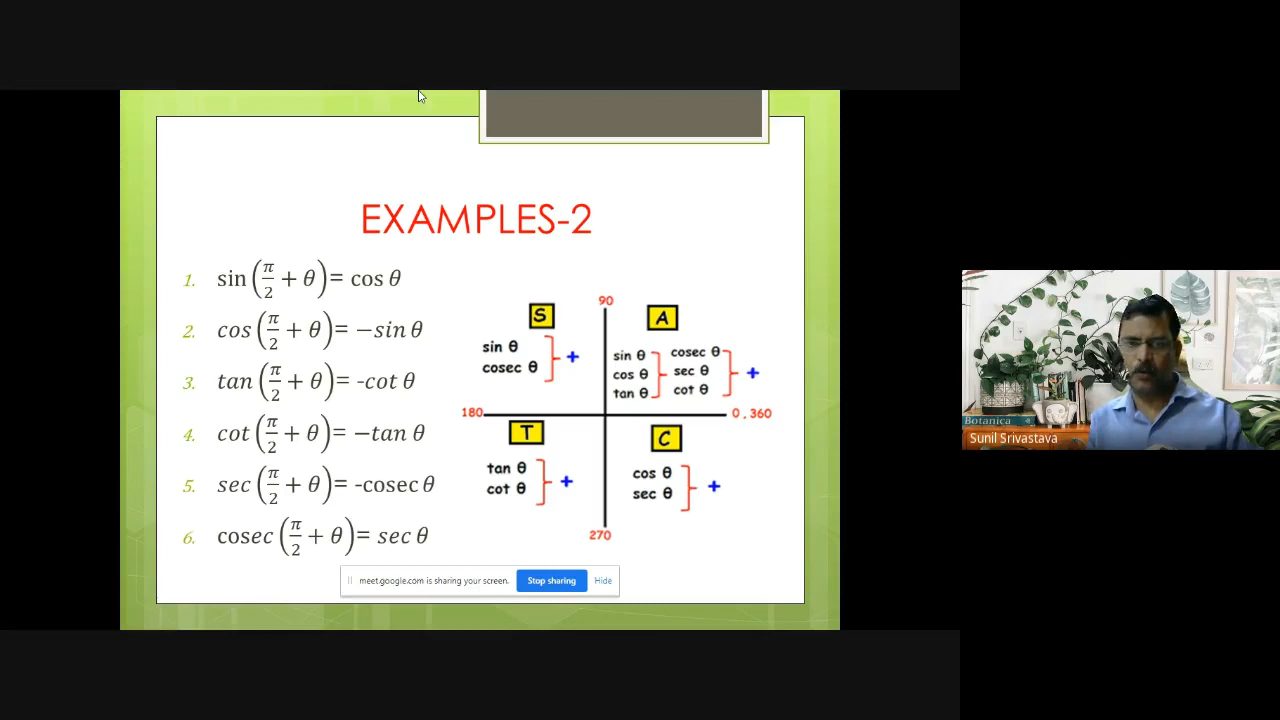 EXAMPLES-2
1. sin(π/2 + θ)= cos θ
2. cos(π/2 + θ)= −sin θ
3. tan(π/2 + θ)= -cot θ
4. cot(π/2 + θ)= −tan θ
5. sec(π/2 + θ)= -cosec θ
6. cosec(π/2 + θ)= sec θ
90
S
A
sin θ
cosec θ
+
sin θ
cos θ
tan θ
cosec θ
sec θ
cot θ
+
180
0,360
T
C
tan θ
cot θ
+
cos θ
sec θ
+
270
meet.google.com is sharing your screen.
Stop sharing
Hide
Botanica
Sunil Srivastava